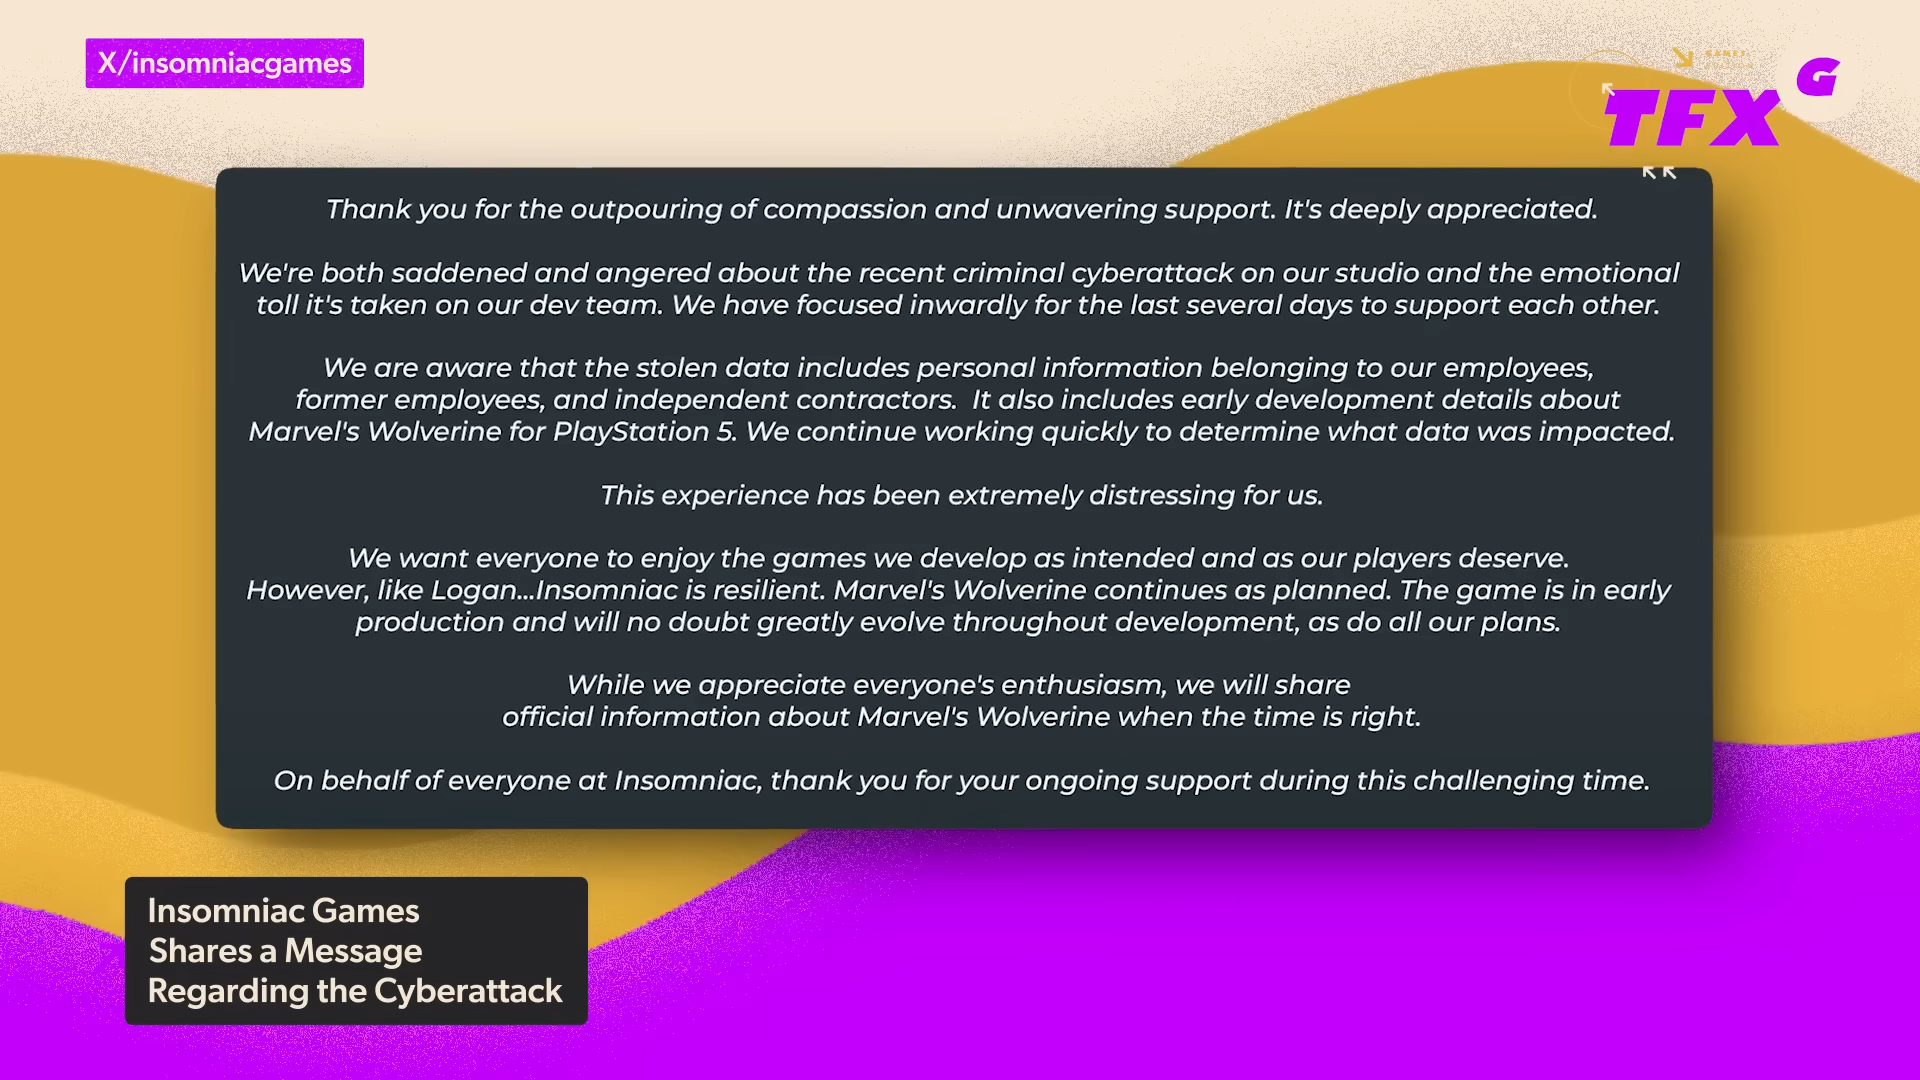 X/insomniacgames
GAMES
TFX
G
Thank you for the outpouring of compassion and unwavering support. It's deeply appreciated.
We're both saddened and angered about the recent criminal cyberattack on our studio and the emotional
toll it's taken on our dev team. We have focused inwardly for the last several days to support each other.
We are aware that the stolen data includes personal information belonging to our employees,
former employees, and independent contractors.  It also includes early development details about
Marvel's Wolverine for PlayStation 5. We continue working quickly to determine what data was impacted.
This experience has been extremely distressing for us.
We want everyone to enjoy the games we develop as intended and as our players deserve.
However, like Logan...Insomniac is resilient. Marvel's Wolverine continues as planned. The game is in early
production and will no doubt greatly evolve throughout development, as do all our plans.
While we appreciate everyone's enthusiasm, we will share
official information about Marvel's Wolverine when the time is right.
On behalf of everyone at Insomniac, thank you for your ongoing support during this challenging time.
Insomniac Games
Shares a Message
Regarding the Cyberattack